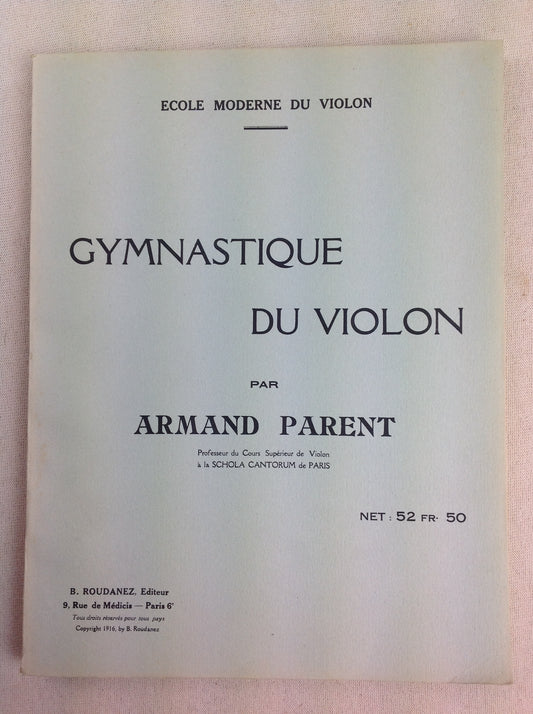 ECOLE MODERNE DU VIOLON
GYMNASTIQUE
DU VIOLON
PAR
ARMAND PARENT
Professeur du Cours Supérieur de Violon
à la SCHOLA CANTORUM de PARIS
NET : 52 FR· 50
B. ROUDANEZ, Editeur
9, Rue de Médicis — Paris 6e
Tous droits réservés pour tous pays
Copyright 1916, by B. Roudanez